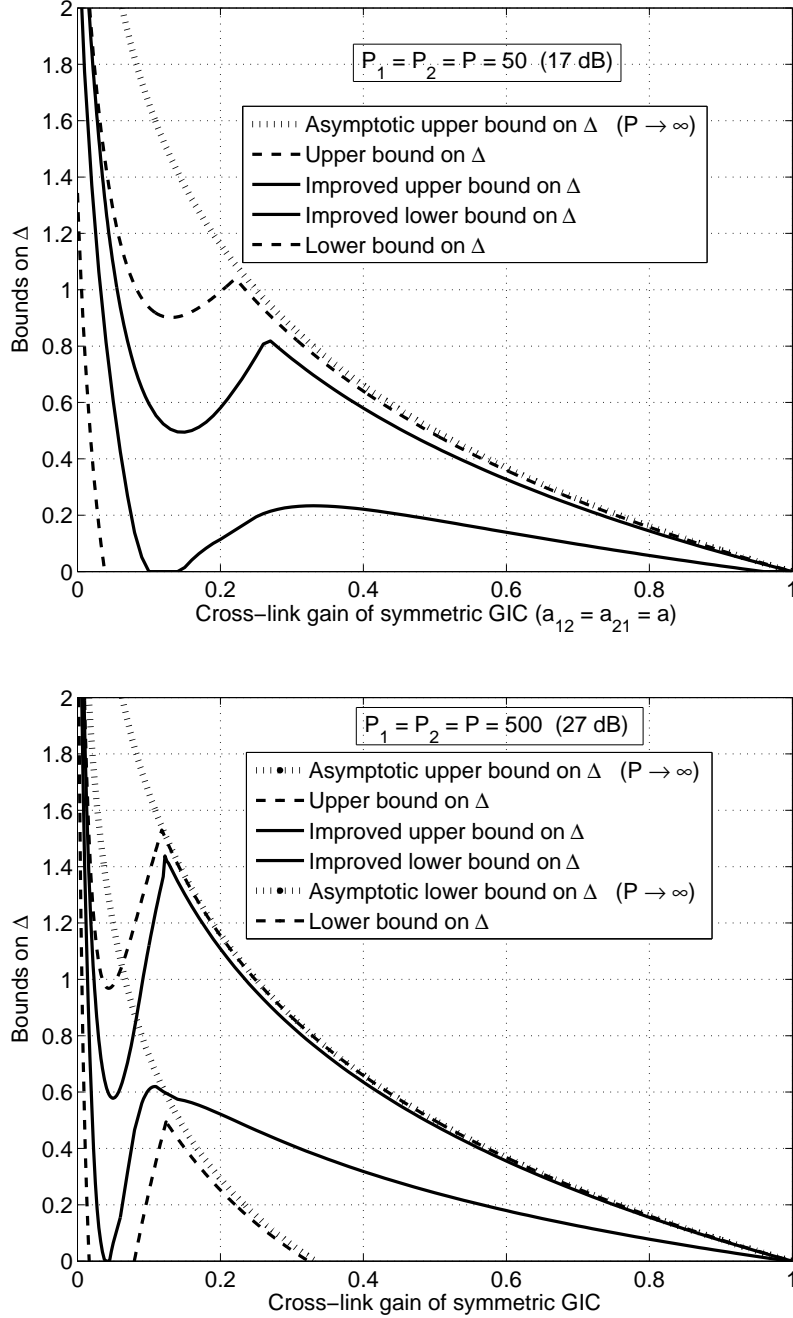 2
1.8
1.6
1.4
1.2
1
0.8
0.6
0.4
0.2
0
Bounds on Δ
P₁ = P₂ = P = 50 (17 dB)
Asymptotic upper bound on Δ (P → ∞)
Upper bound on Δ
Improved upper bound on Δ
Improved lower bound on Δ
Lower bound on Δ
0 0.2 0.4 0.6 0.8 1
Cross−link gain of symmetric GIC (a₁₂ = a₂₁ = a)
2
1.8
1.6
1.4
1.2
1
0.8
0.6
0.4
0.2
0
Bounds on Δ
P₁ = P₂ = P = 500 (27 dB)
Asymptotic upper bound on Δ (P → ∞)
Upper bound on Δ
Improved upper bound on Δ
Improved lower bound on Δ
Asymptotic lower bound on Δ (P → ∞)
Lower bound on Δ
0 0.2 0.4 0.6 0.8 1
Cross−link gain of symmetric GIC